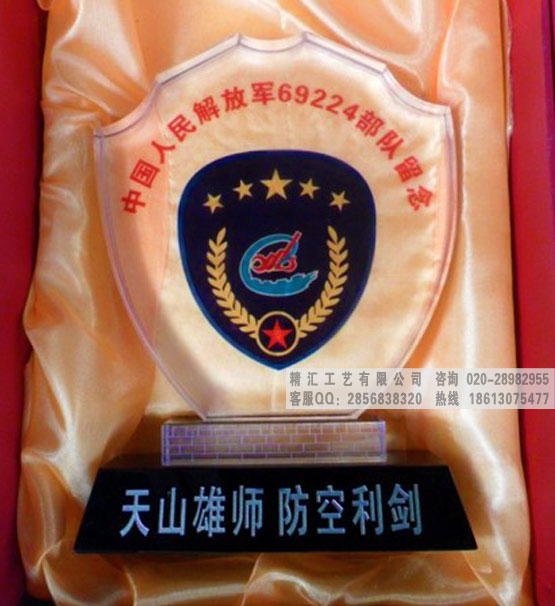 中国人民解放军69224部队留念
精汇工艺有限公司 咨询 020-28982955
客服QQ：2856838320 热线 18613075477
天山雄师 防空利剑